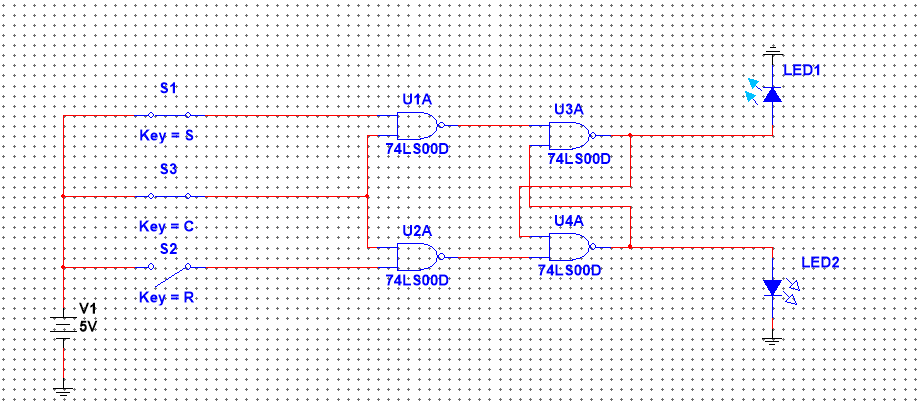 S1
Key = S
S3
Key = C
S2
Key = R
V1
5V
U1A
74LS00D
U2A
74LS00D
U3A
74LS00D
U4A
74LS00D
LED1
LED2